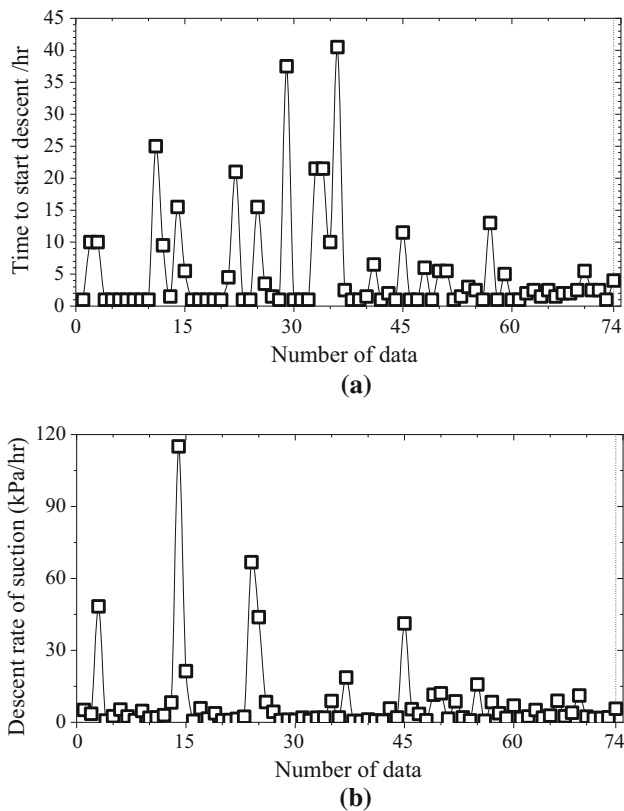 45
40
35
30
25
20
15
10
5
0
Time to start descent /hr
0 15 30 45 60 74
Number of data
(a)
120
90
60
30
0
Descent rate of suction (kPa/hr)
0 15 30 45 60 74
Number of data
(b)